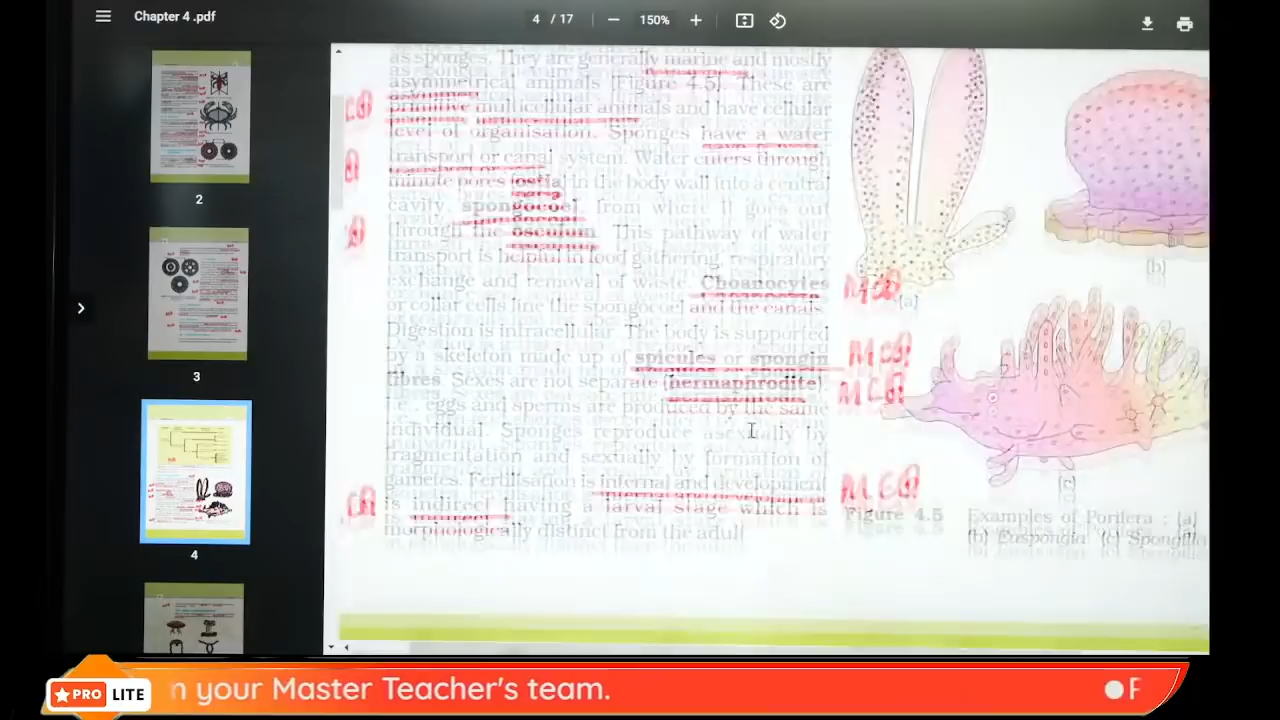 Chapter 4 .pdf
4 / 17
150%
2
3
4
as sponges. They are generally marine and mostly
asymmetrical animals (Figure 4.5). These are
primitive multicellular animals and have cellular
level of organisation. Sponges have a water
transport or canal system. Water enters through
minute pores (ostia) in the body wall into a central
cavity, spongocoel, from where it goes out
through the osculum. This pathway of water
transport is helpful in food gathering, respiratory
exchange and removal of waste. Choanocytes
or collar cells line the spongocoel and the canals.
Digestion is intracellular. The body is supported
by a skeleton made up of spicules or spongin
fibres. Sexes are not separate (hermaphrodite),
i.e., eggs and sperms are produced by the same
individual. Sponges reproduce asexually by
fragmentation and sexually by formation of
gametes. Fertilisation is internal and development
is indirect having a larval stage which is
morphologically distinct from the adult
(a)
(b)
MCQ
MCQ
MCQ
MCQ
(c)
Figure 4.5 Examples of Porifera : (a)
(b) Euspongia (c) Spongilla
PRO LITE
n your Master Teacher's team.
F